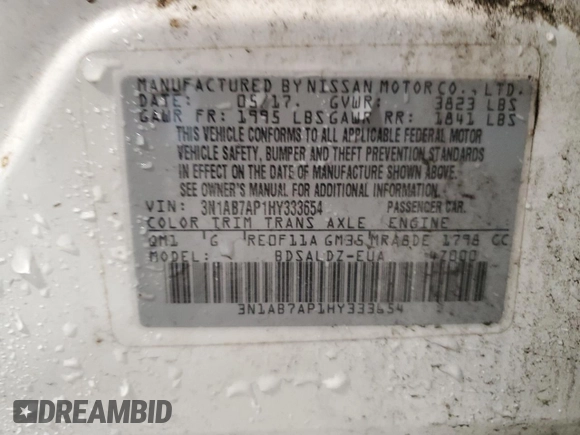 MANUFACTURED BY NISSAN MOTOR CO., LTD.
DATE: 05/17. GVWR: 3823 LBS
GAWR FR: 1995 LBS GAWR RR: 1841 LBS
THIS VEHICLE CONFORMS TO ALL APPLICABLE FEDERAL MOTOR
VEHICLE SAFETY, BUMPER AND THEFT PREVENTION STANDARDS
IN EFFECT ON THE DATE OF MANUFACTURE SHOWN ABOVE.
SEE OWNER'S MANUAL FOR ADDITIONAL INFORMATION
VIN: 3N1AB7AP1HY333654 PASSENGER CAR.
COLOR TRIM TRANS AXLE ENGINE
QM1 G RE0F11A GM35 MRA8DE 1798 CC
MODEL: BDSALDZ-EUA
3N1AB7AP1HY333654
DREAMBID